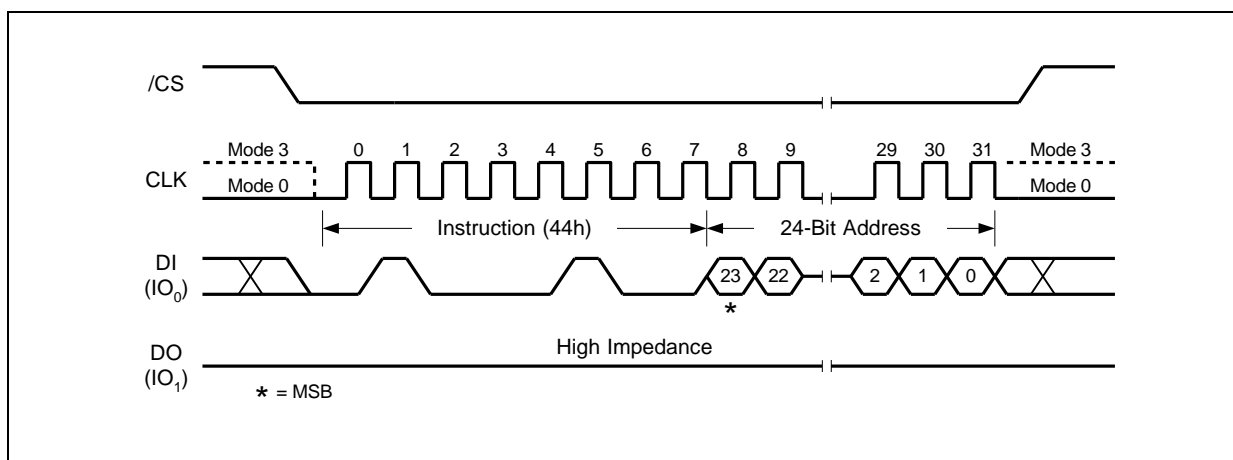 /CS
Mode 3 0 1 2 3 4 5 6 7 8 9 29 30 31 Mode 3
CLK
Mode 0 Mode 0
Instruction (44h) 24-Bit Address
DI
(IO₀)
23 22 2 1 0
*
High Impedance
DO
(IO₁)
* = MSB